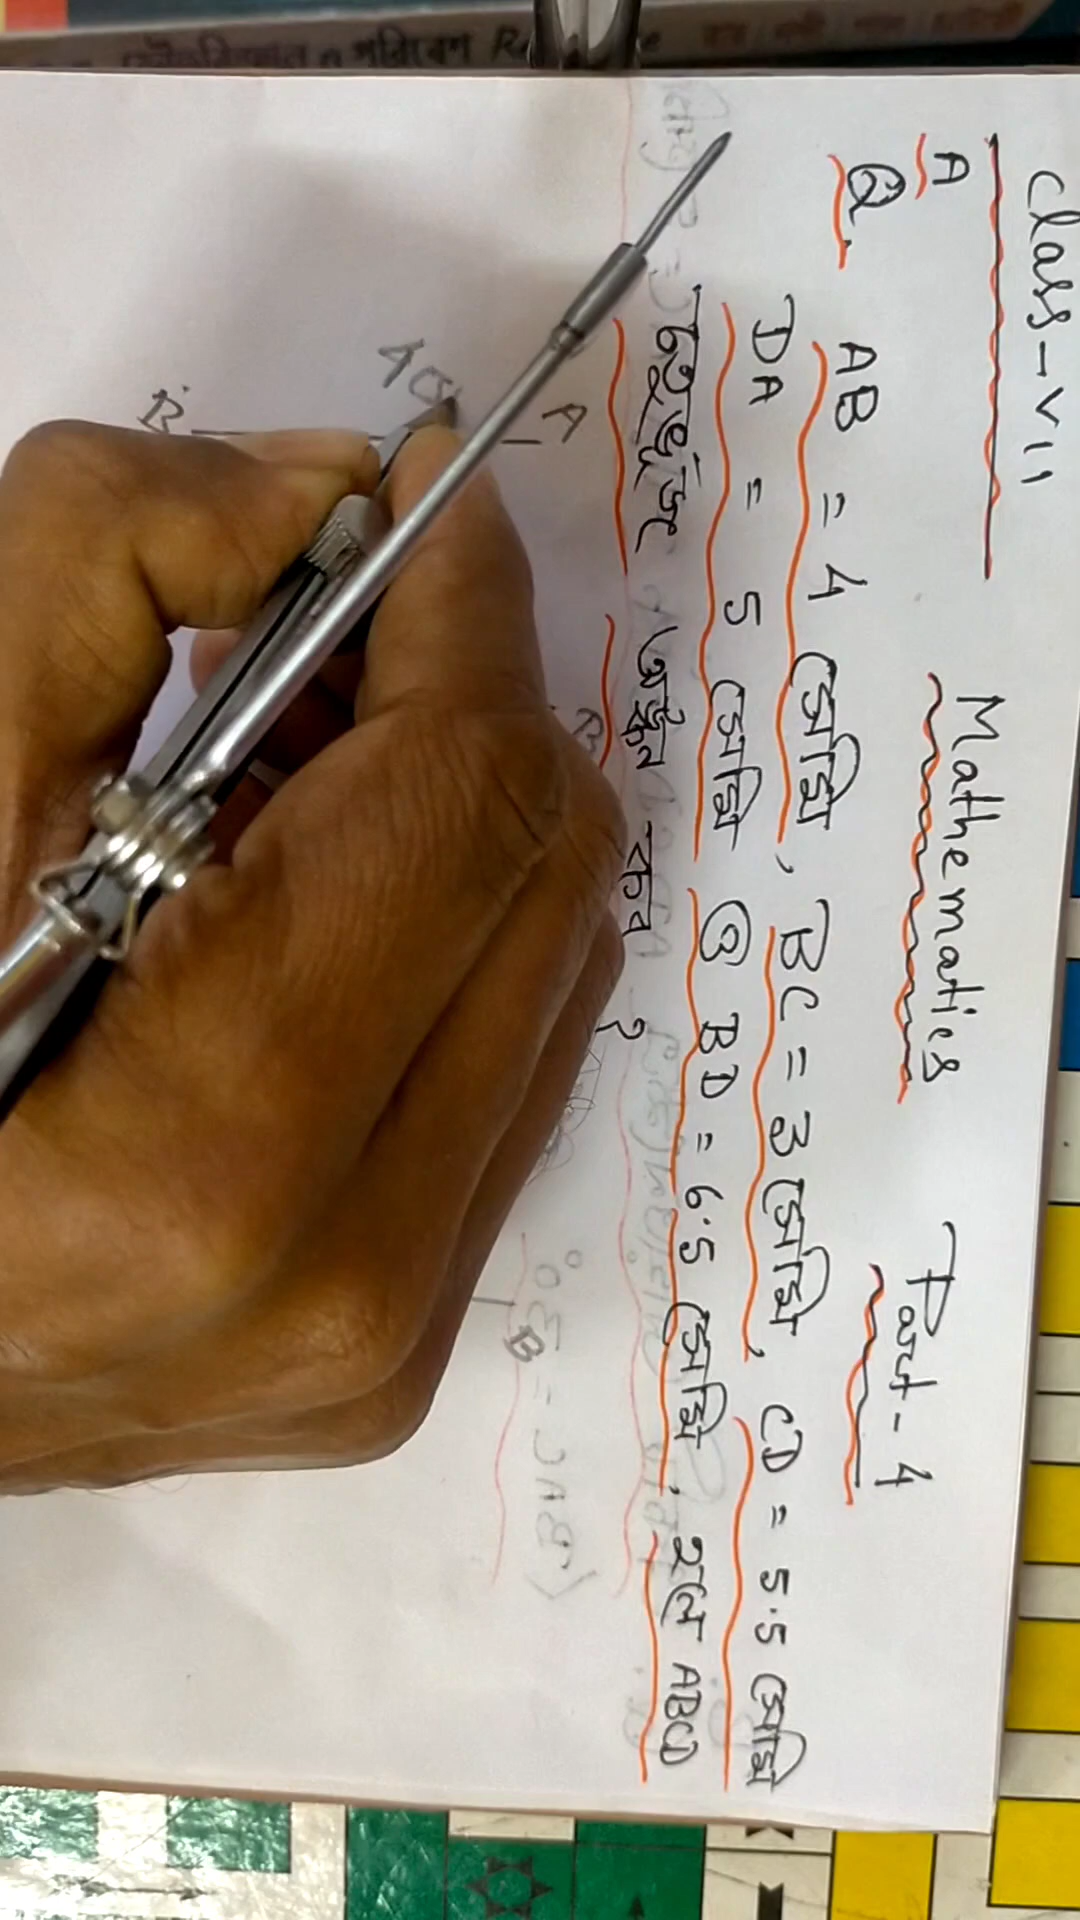 Class-VII
Mathematics
Part-4
A
Q. AB = 4 সেমি, BC = 3 সেমি, CD = 5.5 সেমি
DA = 5 সেমি ও BD = 6.5 সেমি, হলে ABCD
চতুর্ভুজ অঙ্কন কর ?
A
B
B